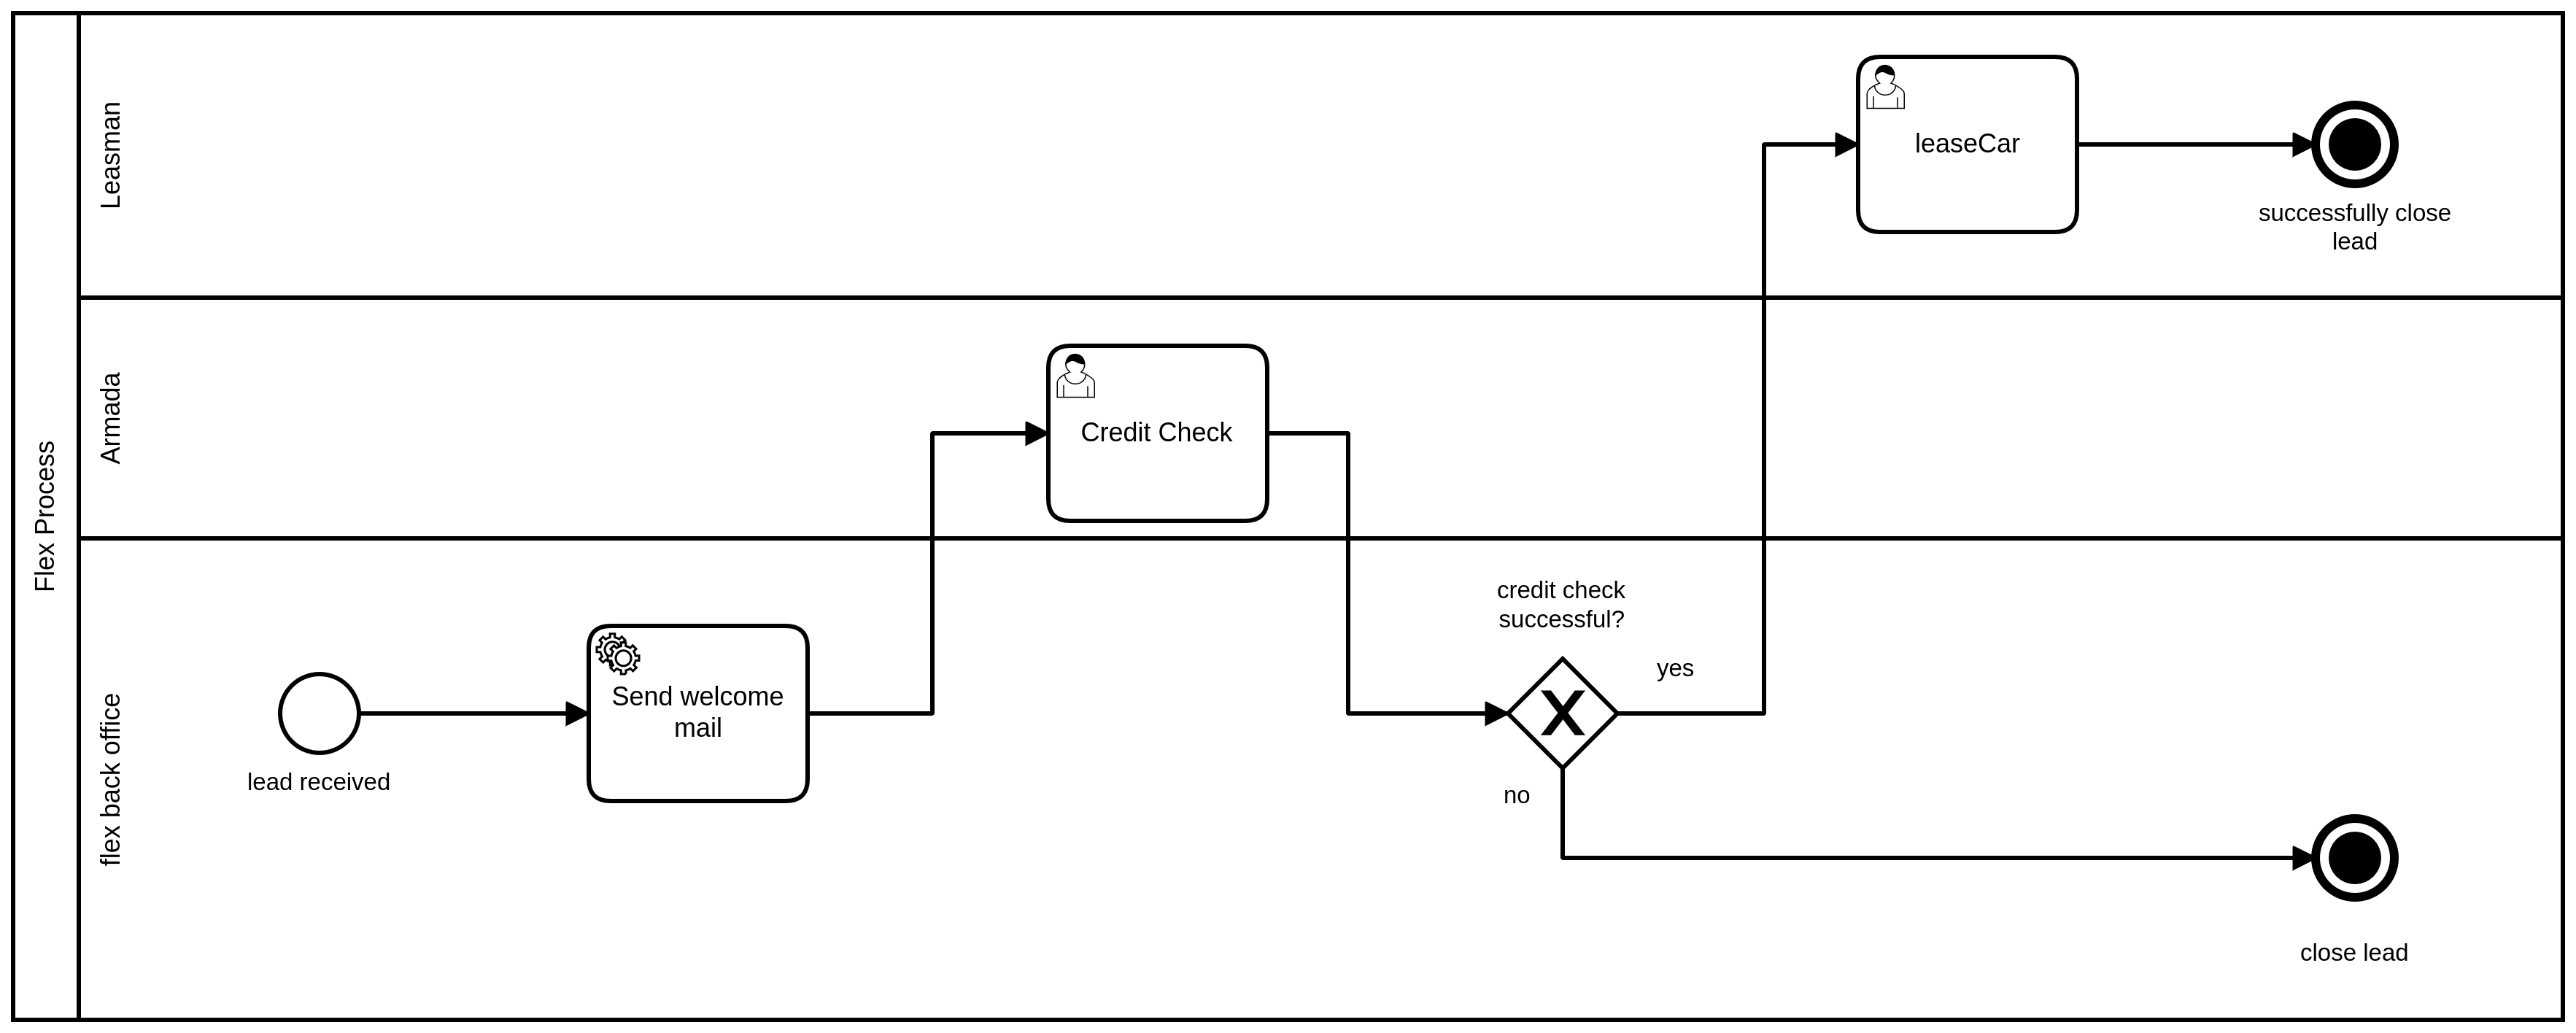 Flex Process
Leasman
leaseCar
successfully close
lead
Armada
Credit Check
flex back office
lead received
Send welcome
mail
credit check
successful?
yes
no
close lead